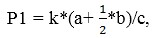 P1 = k*(a+ 1/2 *b)/c,